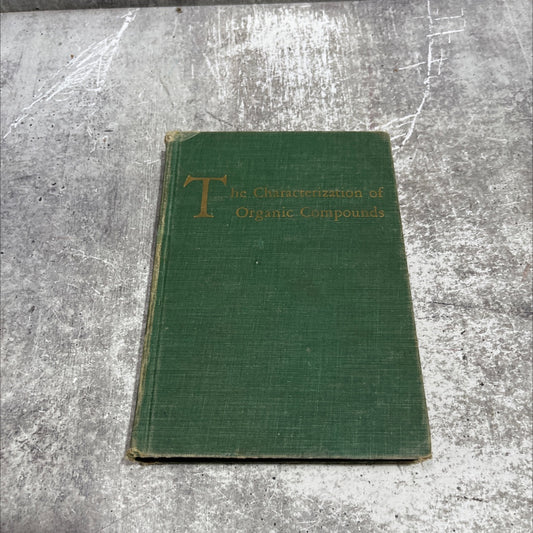 The Characterization of
Organic Compounds